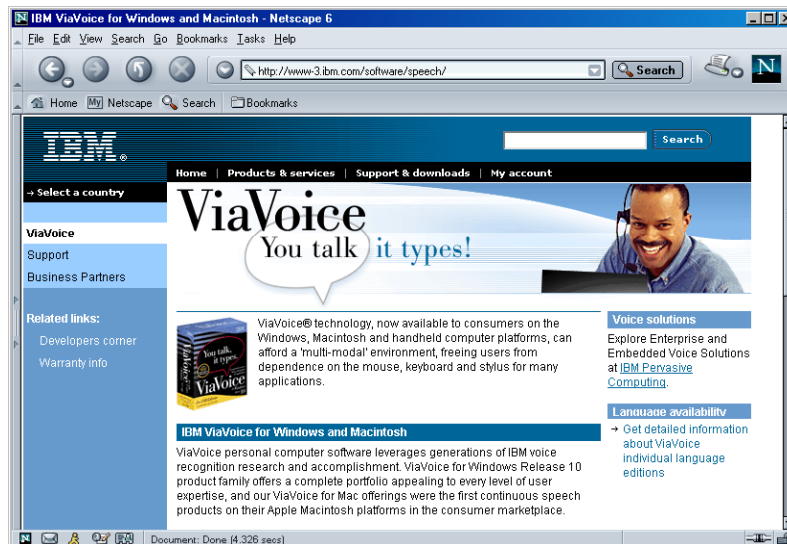 IBM ViaVoice for Windows and Macintosh - Netscape 6
File Edit View Search Go Bookmarks Tasks Help
http://www-3.ibm.com/software/speech/ Search N
Home My Netscape Search Bookmarks
IBM® Search
Home | Products & services | Support & downloads | My account
→ Select a country
ViaVoice
Support
Business Partners
Related links:
Developers corner
Warranty info
ViaVoice
You talk it types!
You talk,
it types.
ViaVoice
ViaVoice® technology, now available to consumers on the
Windows, Macintosh and handheld computer platforms, can
afford a 'multi-modal' environment, freeing users from
dependence on the mouse, keyboard and stylus for many
applications.
IBM ViaVoice for Windows and Macintosh
ViaVoice personal computer software leverages generations of IBM voice
recognition research and accomplishment. ViaVoice for Windows Release 10
product family offers a complete portfolio appealing to every level of user
expertise, and our ViaVoice for Mac offerings were the first continuous speech
products on their Apple Macintosh platforms in the consumer marketplace.
Voice solutions
Explore Enterprise and
Embedded Voice Solutions
at IBM Pervasive
Computing.
Language availability
→ Get detailed information
about ViaVoice
individual language
editions
Document: Done (4.326 secs)